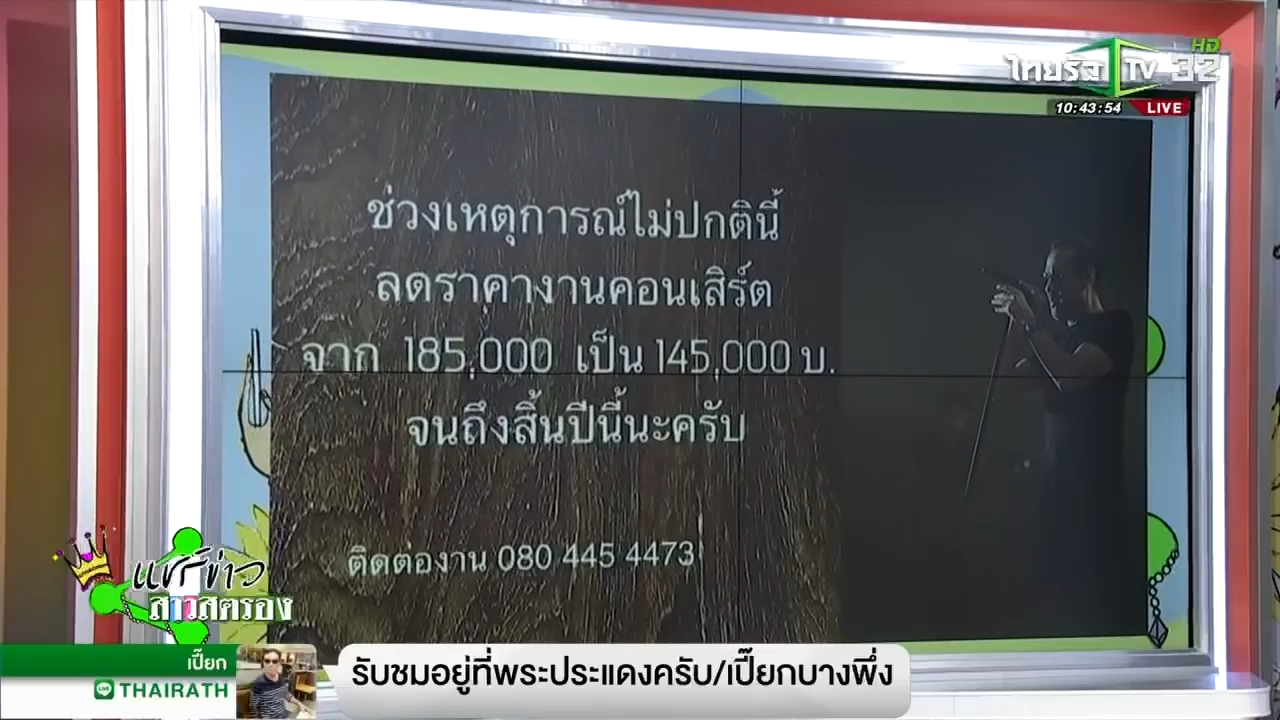 ไทยรัฐ TV 32 HD
10:43:54 LIVE
ช่วงเหตุการณ์ไม่ปกตินี้
ลดราคางานคอนเสิร์ต
จาก 185,000 เป็น 145,000 บ.
จนถึงสิ้นปีนี้นะครับ
ติดต่องาน 080 445 4473
แชร์ข่าว
สาวสตรอง
เปี๊ยก
LINE THAIRATH
รับชมอยู่ที่พระประแดงครับ/เปี๊ยกบางพึ่ง